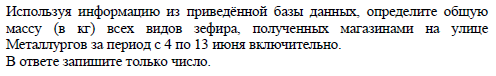 Используя информацию из приведённой базы данных, определите общую
массу (в кг) всех видов зефира, полученных магазинами на улице
Металлургов за период с 4 по 13 июня включительно.
В ответе запишите только число.